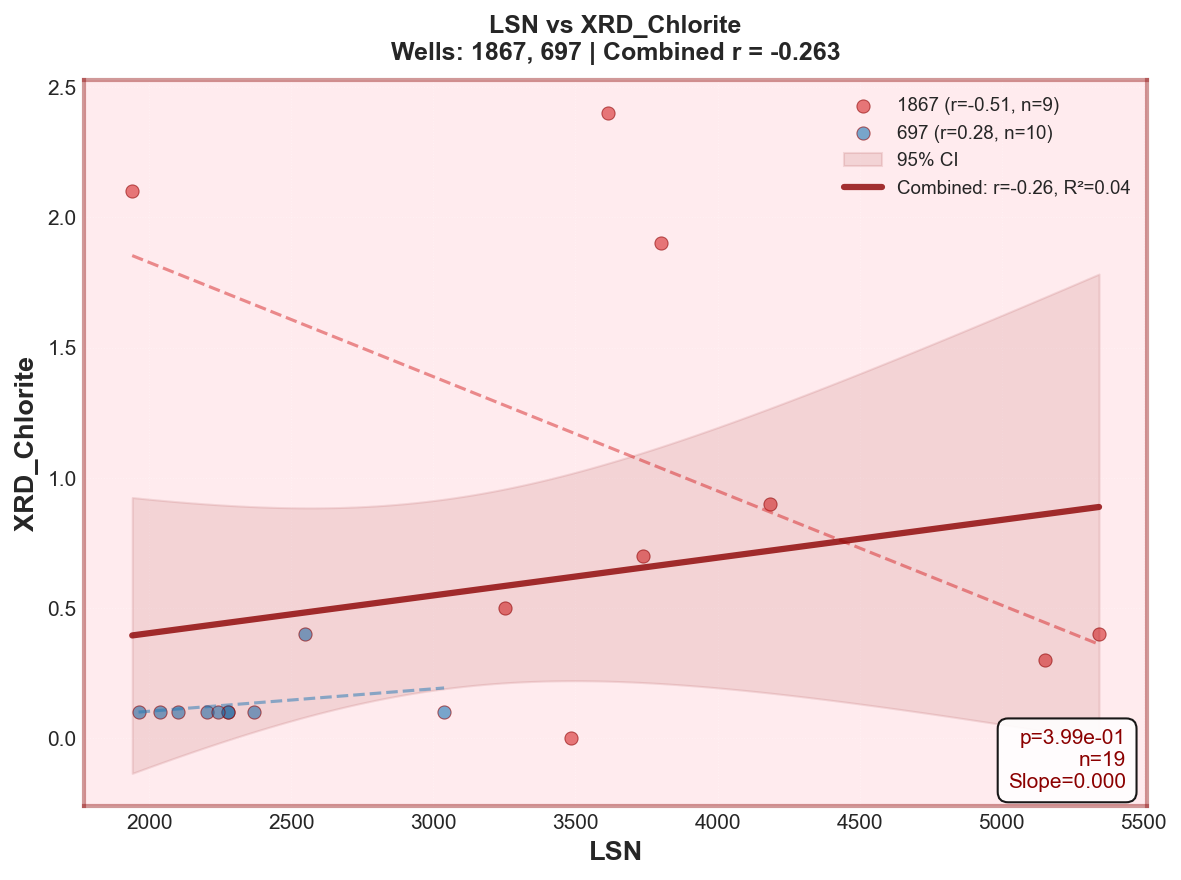 LSN vs XRD_Chlorite
Wells: 1867, 697 | Combined r = -0.263
1867 (r=-0.51, n=9)
697 (r=0.28, n=10)
95% CI
Combined: r=-0.26, R²=0.04
XRD_Chlorite
2.5
2.0
1.5
1.0
0.5
0.0
p=3.99e-01
n=19
Slope=0.000
2000 2500 3000 3500 4000 4500 5000 5500
LSN